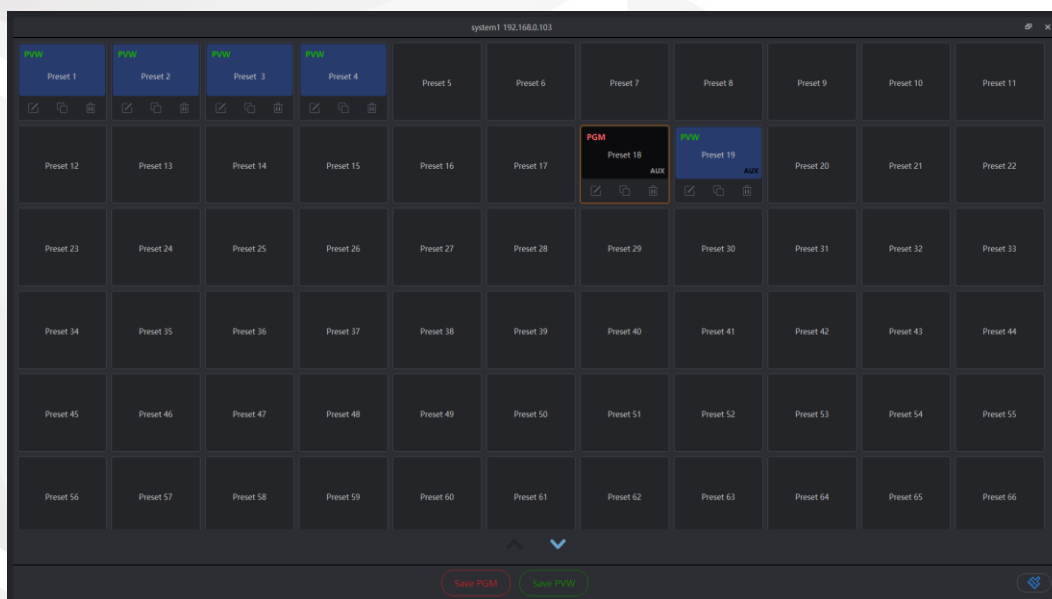 system1 192.168.0.103
PVW PVW PVW PVW
Preset 1 Preset 2 Preset 3 Preset 4 Preset 5 Preset 6 Preset 7 Preset 8 Preset 9 Preset 10 Preset 11
PGM PVW
Preset 12 Preset 13 Preset 14 Preset 15 Preset 16 Preset 17 Preset 18 Preset 19 Preset 20 Preset 21 Preset 22
AUX AUX
Preset 23 Preset 24 Preset 25 Preset 26 Preset 27 Preset 28 Preset 29 Preset 30 Preset 31 Preset 32 Preset 33
Preset 34 Preset 35 Preset 36 Preset 37 Preset 38 Preset 39 Preset 40 Preset 41 Preset 42 Preset 43 Preset 44
Preset 45 Preset 46 Preset 47 Preset 48 Preset 49 Preset 50 Preset 51 Preset 52 Preset 53 Preset 54 Preset 55
Preset 56 Preset 57 Preset 58 Preset 59 Preset 60 Preset 61 Preset 62 Preset 63 Preset 64 Preset 65 Preset 66
Save PGM Save PVW